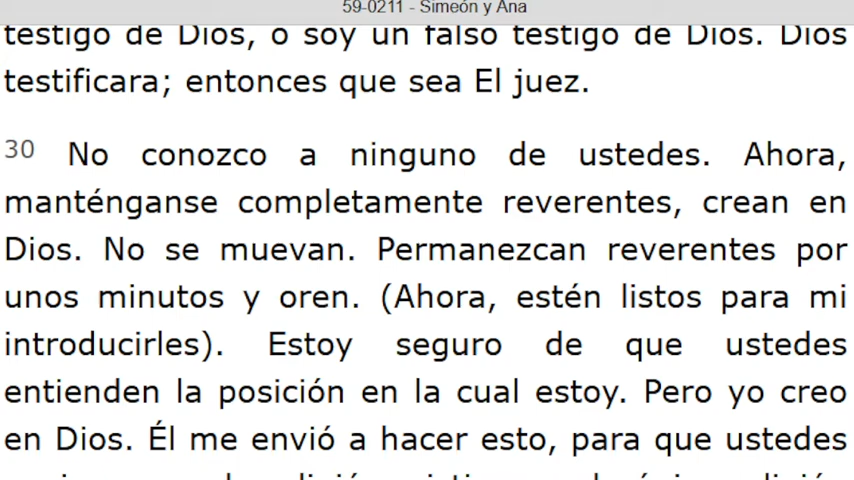 59-0211 - Simeón y Ana
testigo de Dios, o soy un falso testigo de Dios. Dios
testificara; entonces que sea El juez.
30 No conozco a ninguno de ustedes. Ahora,
manténganse completamente reverentes, crean en
Dios. No se muevan. Permanezcan reverentes por
unos minutos y oren. (Ahora, estén listos para mi
introducirles). Estoy seguro de que ustedes
entienden la posición en la cual estoy. Pero yo creo
en Dios. Él me envió a hacer esto, para que ustedes